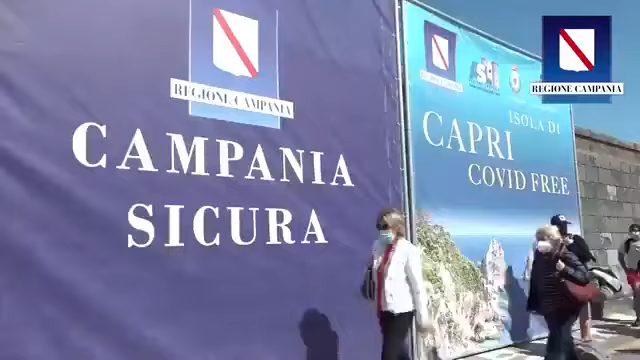 REGIONE CAMPANIA
CAMPANIA
SICURA
ISOLA DI
CAPRI
COVID FREE
REGIONE CAMPANIA